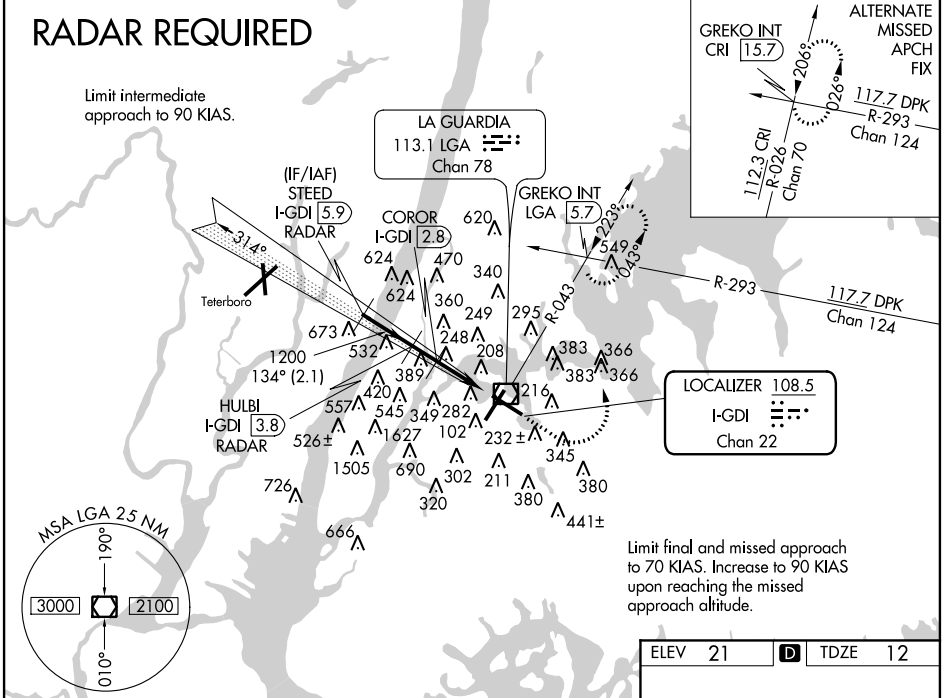 RADAR REQUIRED
Limit intermediate
approach to 90 KIAS.
LA GUARDIA
113.1 LGA
Chan 78
ALTERNATE
MISSED
APCH
FIX
GREKO INT
CRI 15.7
206°
026°
117.7 DPK
R-293
Chan 124
112.3 CRI
R-026
Chan 70
(IF/IAF)
STEED
I-GDI 5.9
RADAR
COROR
I-GDI 2.8
GREKO INT
LGA 5.7
223°
043°
549
R-043
R-293
117.7 DPK
Chan 124
314°
Teterboro
620
624
624
470
340
360
249
295
673
532
248
208
383
383
366
366
1200
134° (2.1)
389
216
HULBI
I-GDI 3.8
RADAR
420
557
545
349
282
102
232±
345
526±
1627
1505
690
302
211
380
380
320
441±
726
666
LOCALIZER 108.5
I-GDI
Chan 22
MSA LGA 25 NM
190°
3000
2100
010°
Limit final and missed approach
to 70 KIAS. Increase to 90 KIAS
upon reaching the missed
approach altitude.
ELEV 21 D TDZE 12